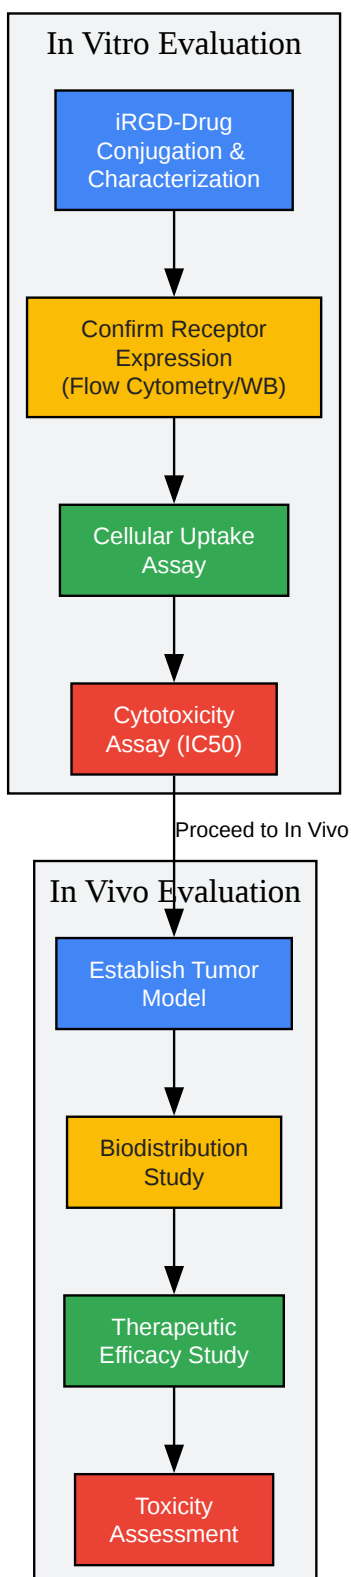 In Vitro Evaluation
iRGD-Drug
Conjugation &
Characterization
Confirm Receptor
Expression
(Flow Cytometry/WB)
Cellular Uptake
Assay
Cytotoxicity
Assay (IC50)
Proceed to In Vivo
In Vivo Evaluation
Establish Tumor
Model
Biodistribution
Study
Therapeutic
Efficacy Study
Toxicity
Assessment